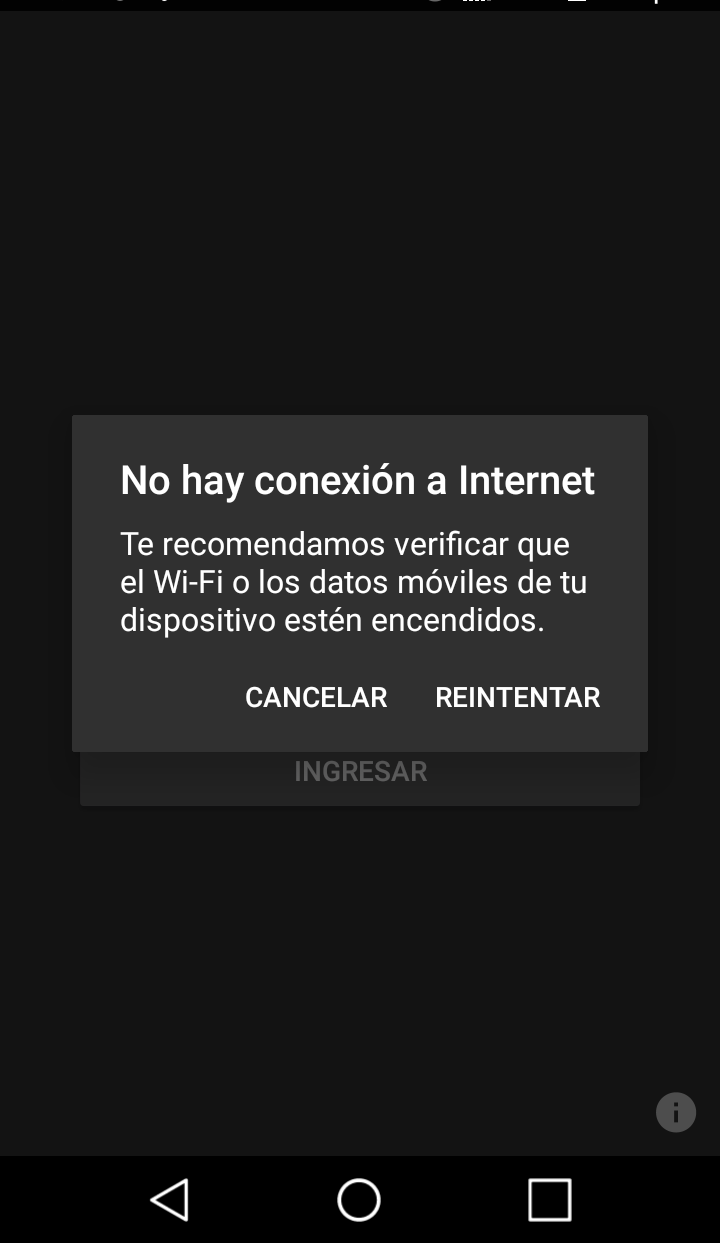 No hay conexión a Internet
Te recomendamos verificar que
el Wi-Fi o los datos móviles de tu
dispositivo estén encendidos.
CANCELAR REINTENTAR
INGRESAR